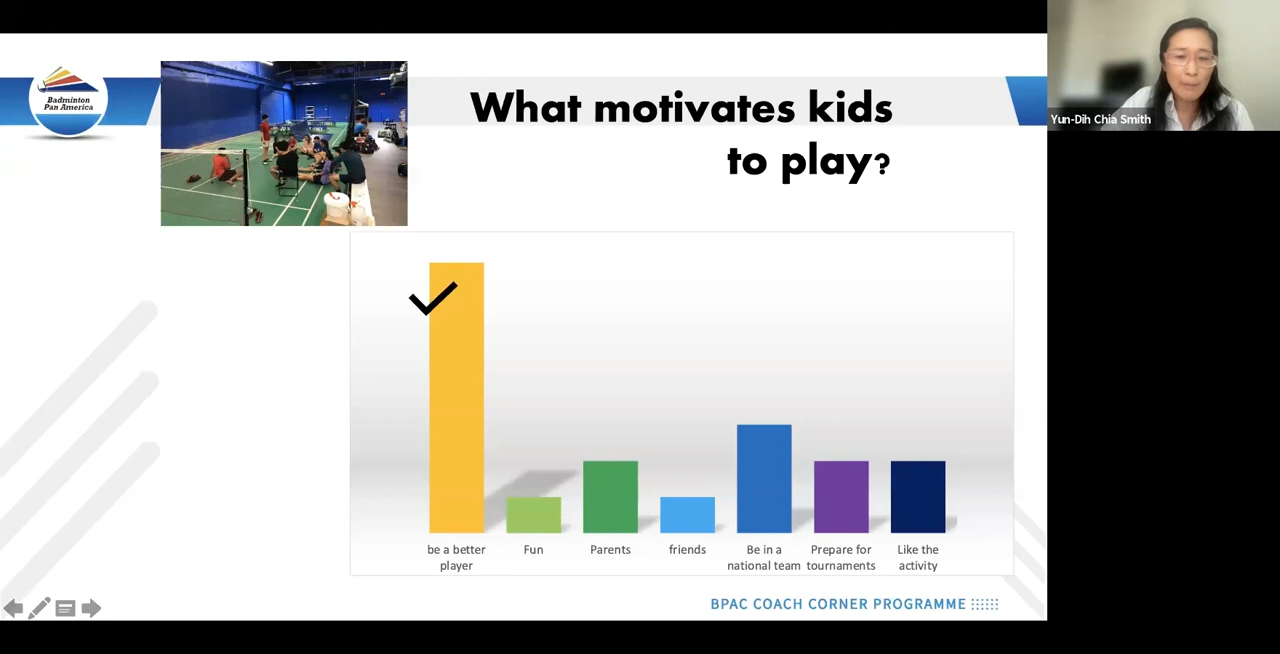 Badminton
Pan America
What motivates kids
to play?
Yun-Dih Chia Smith
be a better
player
Fun
Parents
friends
Be in a
national team
Prepare for
tournaments
Like the
activity
BPAC COACH CORNER PROGRAMME